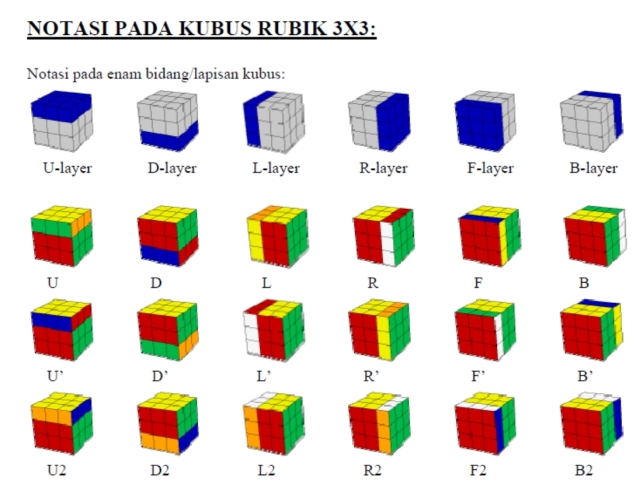 NOTASI PADA KUBUS RUBIK 3X3:
Notasi pada enam bidang/lapisan kubus:
U-layer D-layer L-layer R-layer F-layer B-layer
U D L R F B
U’ D’ L’ R’ F’ B’
U2 D2 L2 R2 F2 B2